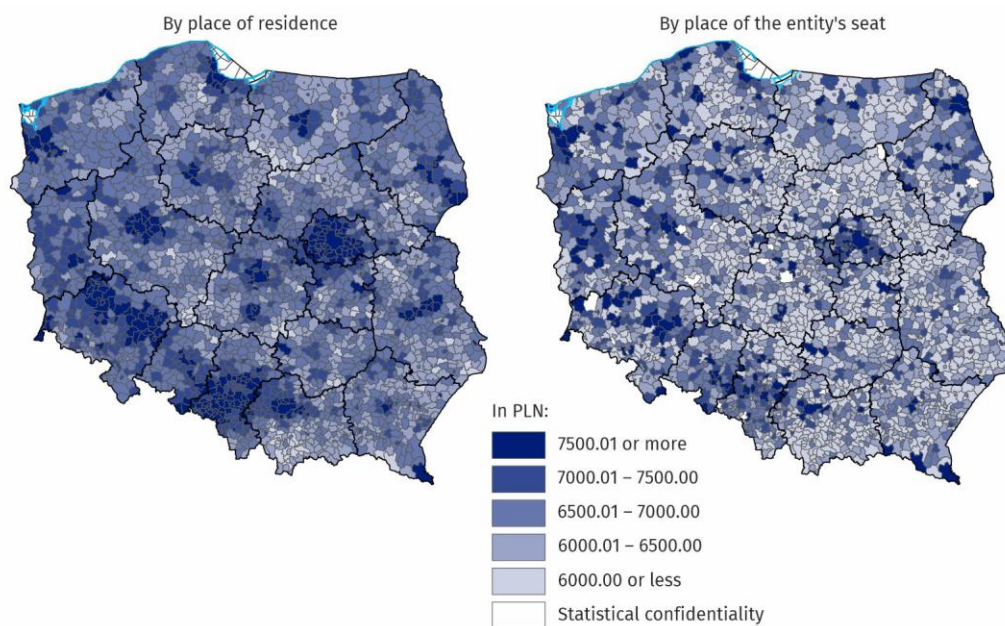 By place of residence
By place of the entity's seat
In PLN:
7500.01 or more
7000.01 – 7500.00
6500.01 – 7000.00
6000.01 – 6500.00
6000.00 or less
Statistical confidentiality